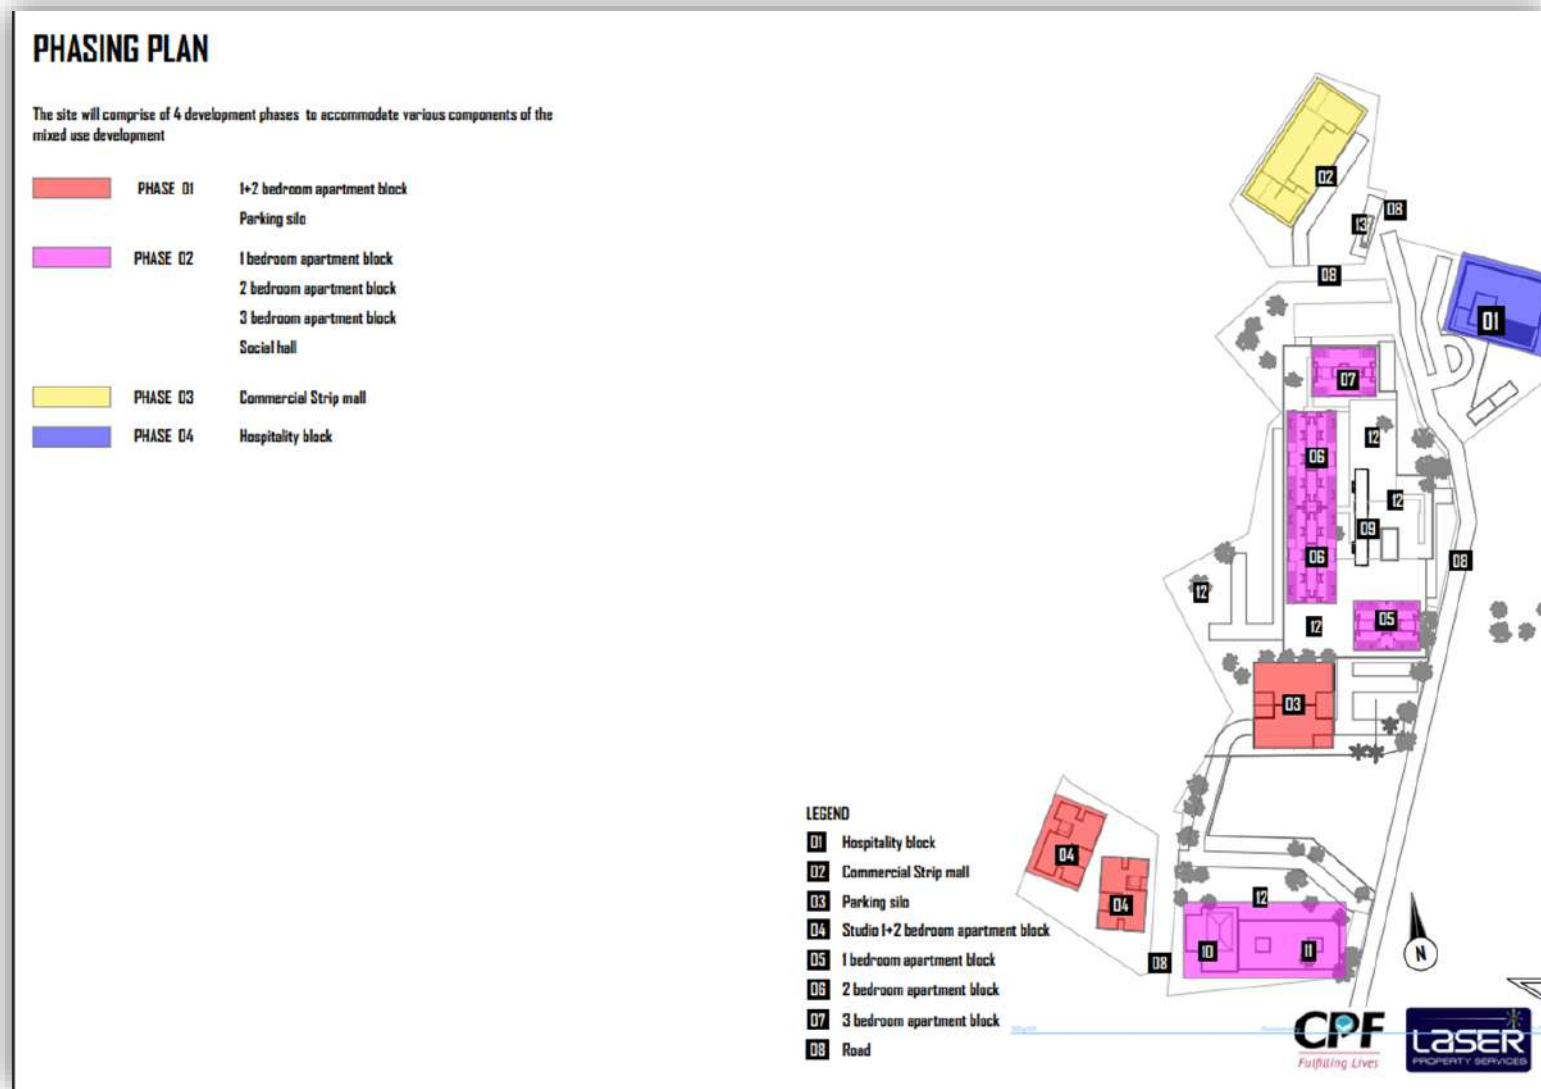 PHASING PLAN
The site will comprise of 4 development phases to accommodate various components of the
mixed use development
PHASE 01 1+2 bedroom apartment block
Parking silo
PHASE 02 1 bedroom apartment block
2 bedroom apartment block
3 bedroom apartment block
Social hall
PHASE 03 Commercial Strip mall
PHASE 04 Hospitality block
02
08
13
08
01
07
12
06
12
09
06
08
12
12
05
03
04
04
12
10
11
08
N
LEGEND
01 Hospitality block
02 Commercial Strip mall
03 Parking silo
04 Studio 1+2 bedroom apartment block
05 1 bedroom apartment block
06 2 bedroom apartment block
07 3 bedroom apartment block
08 Road
CPF
Fulfilling Lives
LASER
PROPERTY SERVICES